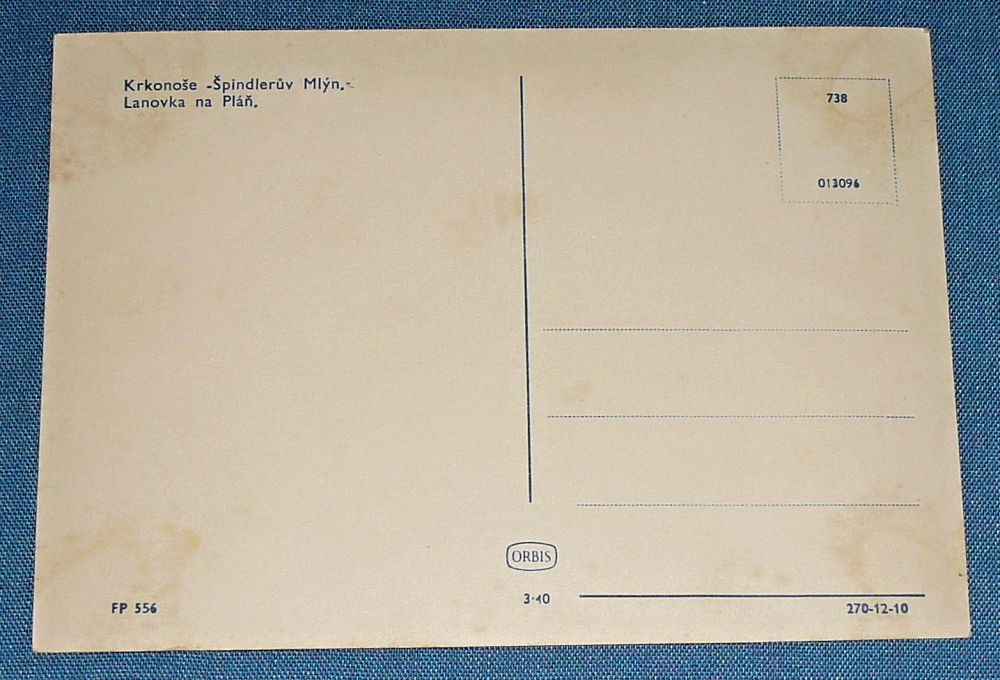 Krkonoše -Špindlerův Mlýn.-
Lanovka na Pláň.
738
013096
ORBIS
FP 556
3·40
270-12-10